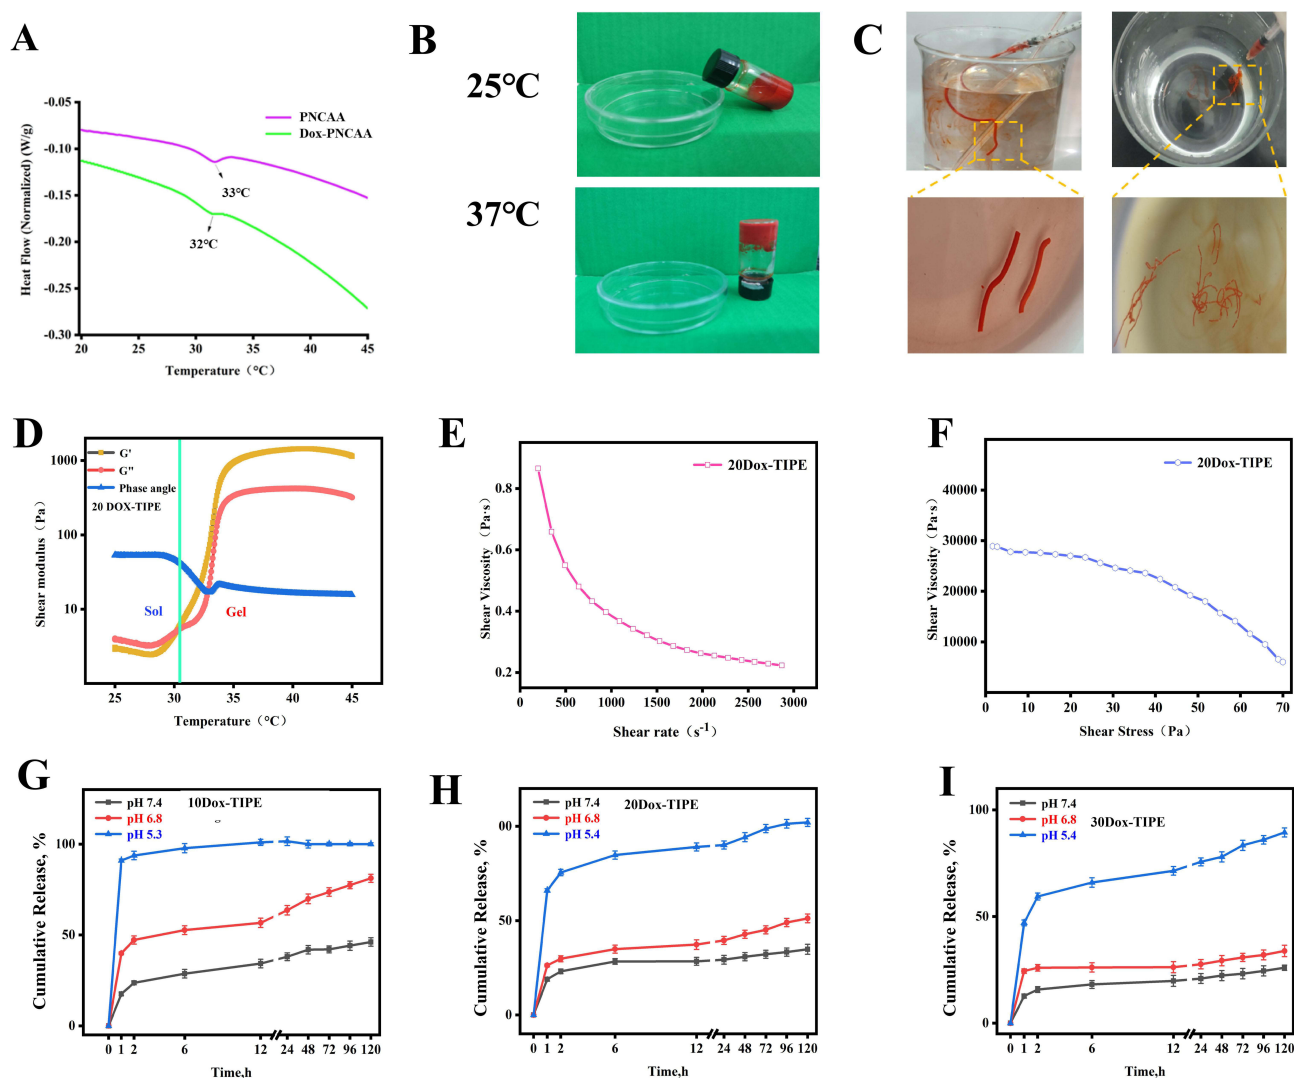 A
-0.05
-0.10
-0.15
-0.20
-0.25
-0.30
Heat Flow (Normalized) (W/g)
PNCAA
Dox-PNCAA
33°C
32°C
20 25 30 35 40 45
Temperature（°C）
B
25°C
37°C
C
D
1000
100
10
Shear modulus（Pa）
G'
G"
Phase angle
20 DOX-TIPE
Sol
Gel
25 30 35 40 45
Temperature（°C）
E
0.8
0.6
0.4
0.2
Shear Viscosity（Pa·s）
20Dox-TIPE
0 500 1000 1500 2000 2500 3000
Shear rate（s-1）
F
50000
40000
30000
20000
10000
Shear Viscosity（Pa·s）
20Dox-TIPE
0 10 20 30 40 50 60 70
Shear Stress（Pa）
G
100
50
0
Cumulative Release, %
pH 7.4
pH 6.8
pH 5.3
10Dox-TIPE
0 1 2 6 12 24 48 72 96 120
Time,h
H
00
50
0
Cumulative Release, %
pH 7.4
pH 6.8
pH 5.4
20Dox-TIPE
0 1 2 6 12 24 48 72 96 120
Time,h
I
100
50
0
Cumulative Release, %
pH 7.4
pH 6.8
pH 5.4
30Dox-TIPE
0 1 2 6 12 24 48 72 96 120
Time,h